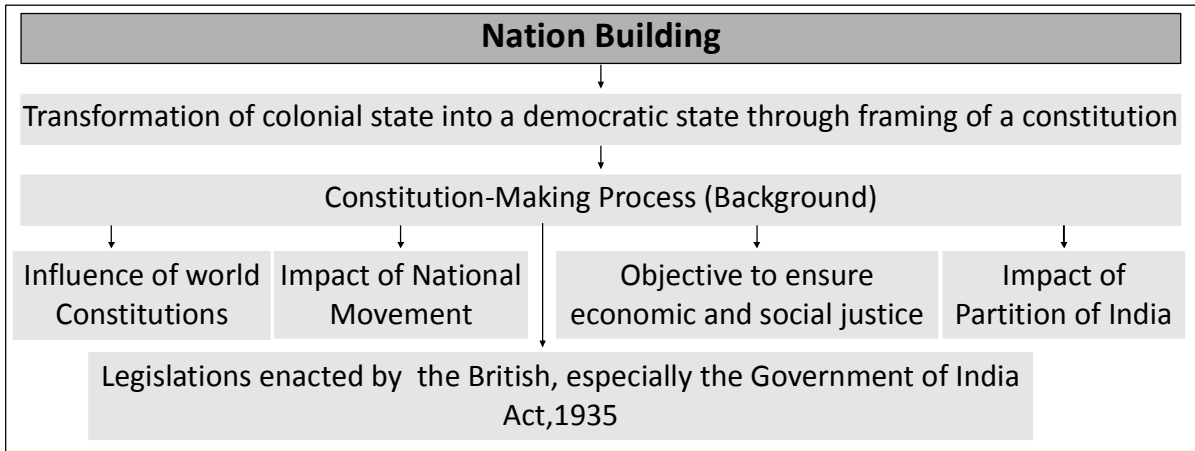 Nation Building
Transformation of colonial state into a democratic state through framing of a constitution
Constitution-Making Process (Background)
Influence of world
Constitutions
Impact of National
Movement
Objective to ensure
economic and social justice
Impact of
Partition of India
Legislations enacted by  the British, especially the Government of India
Act,1935